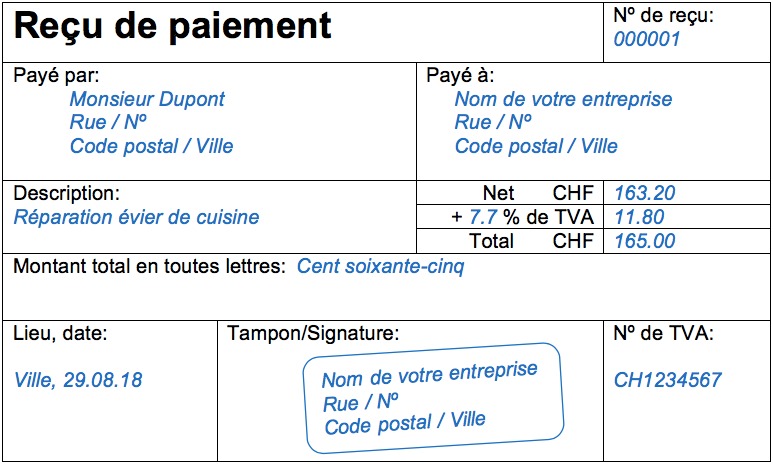 Reçu de paiement
Nº de reçu:
000001
Payé par:
Monsieur Dupont
Rue / Nº
Code postal / Ville
Payé à:
Nom de votre entreprise
Rue / Nº
Code postal / Ville
Description:
Réparation évier de cuisine
Net CHF 163.20
+ 7.7 % de TVA 11.80
Total CHF 165.00
Montant total en toutes lettres: Cent soixante-cinq
Lieu, date:
Ville, 29.08.18
Tampon/Signature:
Nom de votre entreprise
Rue / Nº
Code postal / Ville
Nº de TVA:
CH1234567